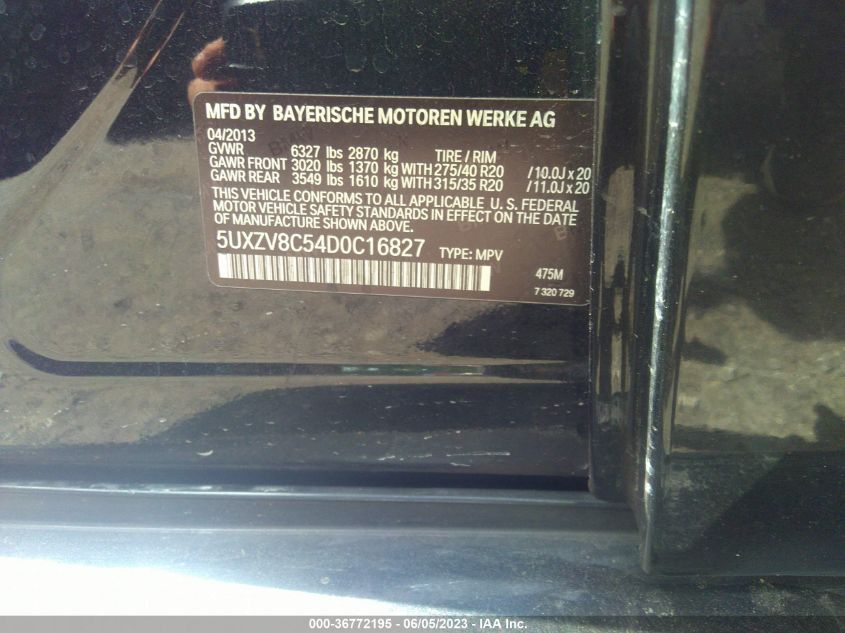 MFD BY BAYERISCHE MOTOREN WERKE AG
04/2013
GVWR 6327 lbs 2870 kg TIRE / RIM
GAWR FRONT 3020 lbs 1370 kg WITH 275/40 R20 /10.0J x 20
GAWR REAR 3549 lbs 1610 kg WITH 315/35 R20 /11.0J x 20
THIS VEHICLE CONFORMS TO ALL APPLICABLE U.S. FEDERAL
MOTOR VEHICLE SAFETY STANDARDS IN EFFECT ON THE DATE
OF MANUFACTURE SHOWN ABOVE.
5UXZV8C54D0C16827 TYPE: MPV
475M
7 320 729
000-36772195 - 06/05/2023 - IAA Inc.